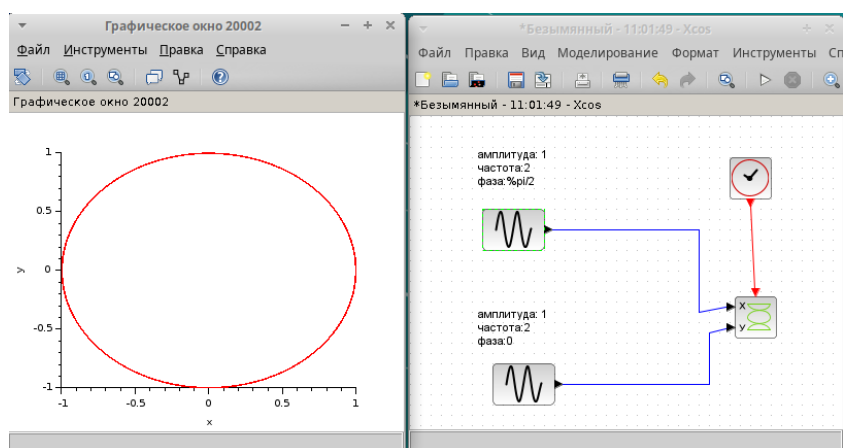 Графическое окно 20002
Файл Инструменты Правка Справка
Графическое окно 20002
1
0.5
0
-0.5
-1
y
-1 -0.5 0 0.5 1
x
*Безымянный - 11:01:49 - Xcos
Файл Правка Вид Моделирование Формат Инструменты Сп
*Безымянный - 11:01:49 - Xcos
амплитуда: 1
частота:2
фаза:%pi/2
X
y
амплитуда: 1
частота:2
фаза:0